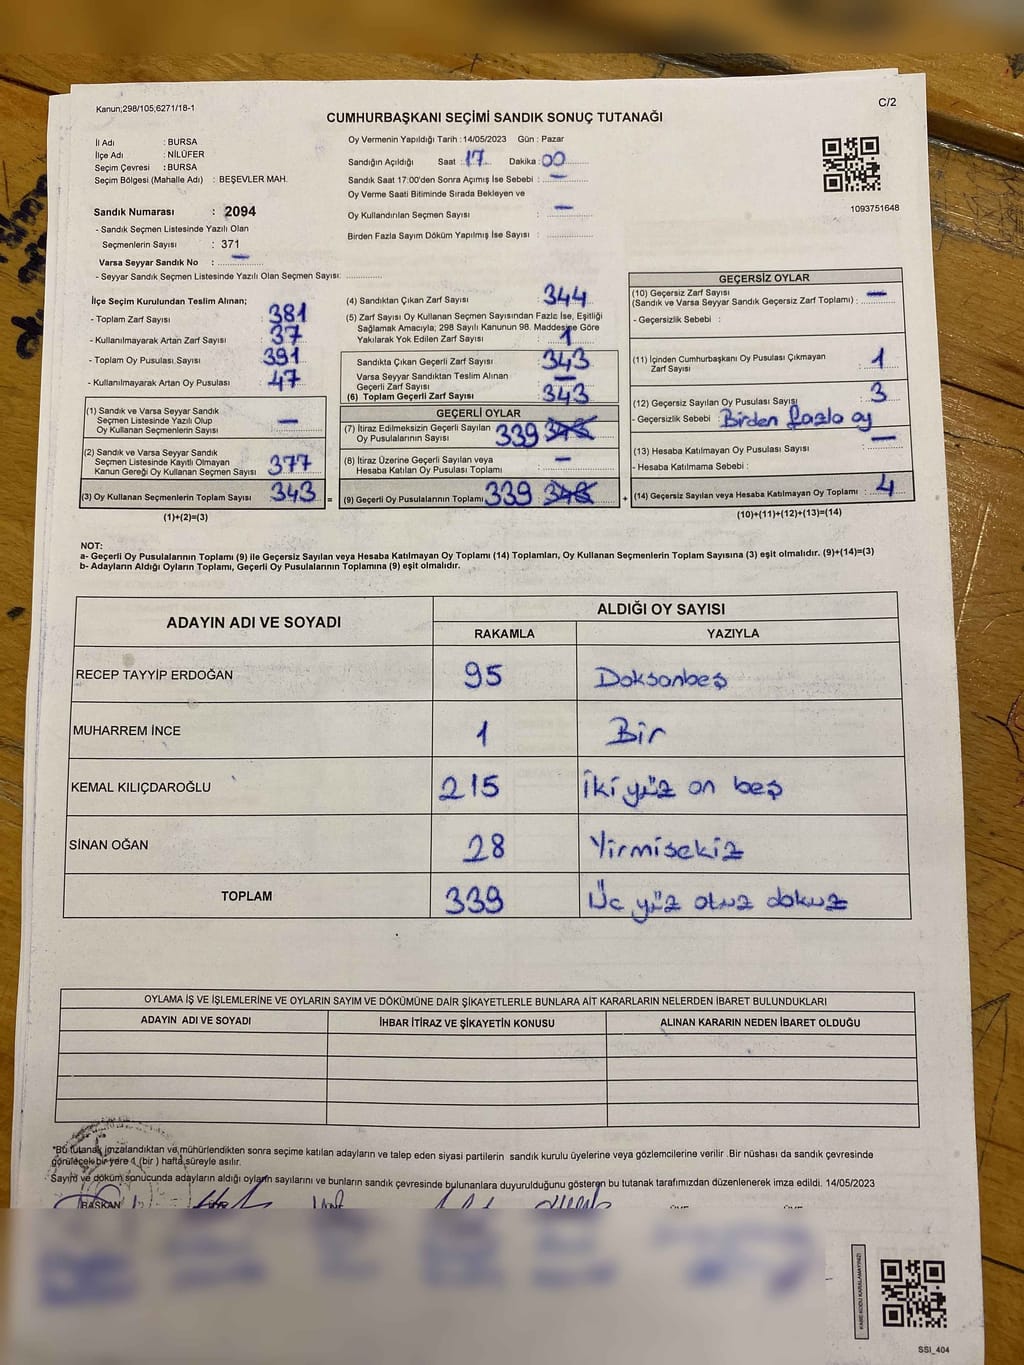 Kanun;298/105,6271/18-1
C/2
CUMHURBAŞKANI SEÇİMİ SANDIK SONUÇ TUTANAĞI
İl Adı : BURSA
İlçe Adı : NİLÜFER
Seçim Çevresi : BURSA
Seçim Bölgesi (Mahalle Adı) : BEŞEVLER MAH.
Sandık Numarası : 2094
- Sandık Seçmen Listesinde Yazılı Olan
Seçmenlerin Sayısı : 371
Varsa Seyyar Sandık No : —
- Seyyar Sandık Seçmen Listesinde Yazılı Olan Seçmen Sayısı:
Oy Vermenin Yapıldığı Tarih : 14/05/2023 Gün : Pazar
Sandığın Açıldığı Saat : 17 Dakika : 00
Sandık Saat 17:00'den Sonra Açımış İse Sebebi : —
Oy Verme Saati Bitiminde Sırada Bekleyen ve
Oy Kullandırılan Seçmen Sayısı : —
Birden Fazla Sayım Döküm Yapılmış İse Sayısı :
1093751648
İlçe Seçim Kurulundan Teslim Alınan;
- Toplam Zarf Sayısı : 381
- Kullanılmayarak Artan Zarf Sayısı : 37
- Toplam Oy Pusulası Sayısı : 391
- Kullanılmayarak Artan Oy Pusulası : 47
(1) Sandık ve Varsa Seyyar Sandık
Seçmen Listesinde Yazılı Olup
Oy Kullanan Seçmenlerin Sayısı : —
(2) Sandık ve Varsa Seyyar Sandık
Seçmen Listesinde Kayıtlı Olmayan
Kanun Gereği Oy Kullanan Seçmen Sayısı : 377
(3) Oy Kullanan Seçmenlerin Toplam Sayısı : 343 =
(1)+(2)=(3)
(4) Sandıktan Çıkan Zarf Sayısı : 344
(5) Zarf Sayısı Oy Kullanan Seçmen Sayısından Fazla İse, Eşitliği
Sağlamak Amacıyla; 298 Sayılı Kanunun 98. Maddesine Göre
Yakılarak Yok Edilen Zarf Sayısı : 1
Sandıkta Çıkan Geçerli Zarf Sayısı : 343
Varsa Seyyar Sandıktan Teslim Alınan
Geçerli Zarf Sayısı : —
(6) Toplam Geçerli Zarf Sayısı : 343
GEÇERLİ OYLAR
(7) İtiraz Edilmeksizin Geçerli Sayılan
Oy Pusulalarının Sayısı : 339 343
(8) İtiraz Üzerine Geçerli Sayılan veya
Hesaba Katılan Oy Pusulası Toplamı : —
(9) Geçerli Oy Pusulalarının Toplamı : 339 343 +
GEÇERSİZ OYLAR
(10) Geçersiz Zarf Sayısı
(Sandık ve Varsa Seyyar Sandık Geçersiz Zarf Toplamı) : —
- Geçersizlik Sebebi :
(11) İçinden Cumhurbaşkanı Oy Pusulası Çıkmayan
Zarf Sayısı : 1
(12) Geçersiz Sayılan Oy Pusulası Sayısı : 3
- Geçersizlik Sebebi : Birden fazla oy
(13) Hesaba Katılmayan Oy Pusulası Sayısı : —
- Hesaba Katılmama Sebebi :
(14) Geçersiz Sayılan veya Hesaba Katılmayan Oy Toplamı : 4
(10)+(11)+(12)+(13)=(14)
NOT:
a- Geçerli Oy Pusulalarının Toplamı (9) ile Geçersiz Sayılan veya Hesaba Katılmayan Oy Toplamı (14) Toplamları, Oy Kullanan Seçmenlerin Toplam Sayısına (3) eşit olmalıdır. (9)+(14)=(3)
b- Adayların Aldığı Oyların Toplamı, Geçerli Oy Pusulalarının Toplamına (9) eşit olmalıdır.
ADAYIN ADI VE SOYADI
ALDIĞI OY SAYISI
RAKAMLA YAZIYLA
RECEP TAYYİP ERDOĞAN 95 Doksanbeş
MUHARREM İNCE 1 Bir
KEMAL KILIÇDAROĞLU 215 İki yüz on beş
SİNAN OĞAN 28 Yirmisekiz
TOPLAM 339 Üç yüz otuz dokuz
OYLAMA İŞ VE İŞLEMLERİNE VE OYLARIN SAYIM VE DÖKÜMÜNE DAİR ŞİKAYETLERLE BUNLARA AİT KARARLARIN NELERDEN İBARET BULUNDUKLARI
ADAYIN ADI VE SOYADI İHBAR İTİRAZ VE ŞİKAYETİN KONUSU ALINAN KARARIN NEDEN İBARET OLDUĞU
*Bu tutanak imzalandıktan ve mühürlendikten sonra seçime katılan adayların ve talep eden siyasi partilerin sandık kurulu üyelerine veya gözlemcilerine verilir .Bir nüshası da sandık çevresinde
görülecek bir yere 1 (bir ) hafta süreyle asılır.
Sayım ve döküm sonucunda adayların aldığı oyların sayılarını ve bunların sandık çevresinde bulunanlara duyurulduğunu gösteren bu tutanak tarafımızdan düzenlenerek imza edildi. 14/05/2023
BAŞKAN
KARE KODU KARALAMAYINIZ!
SSI_404